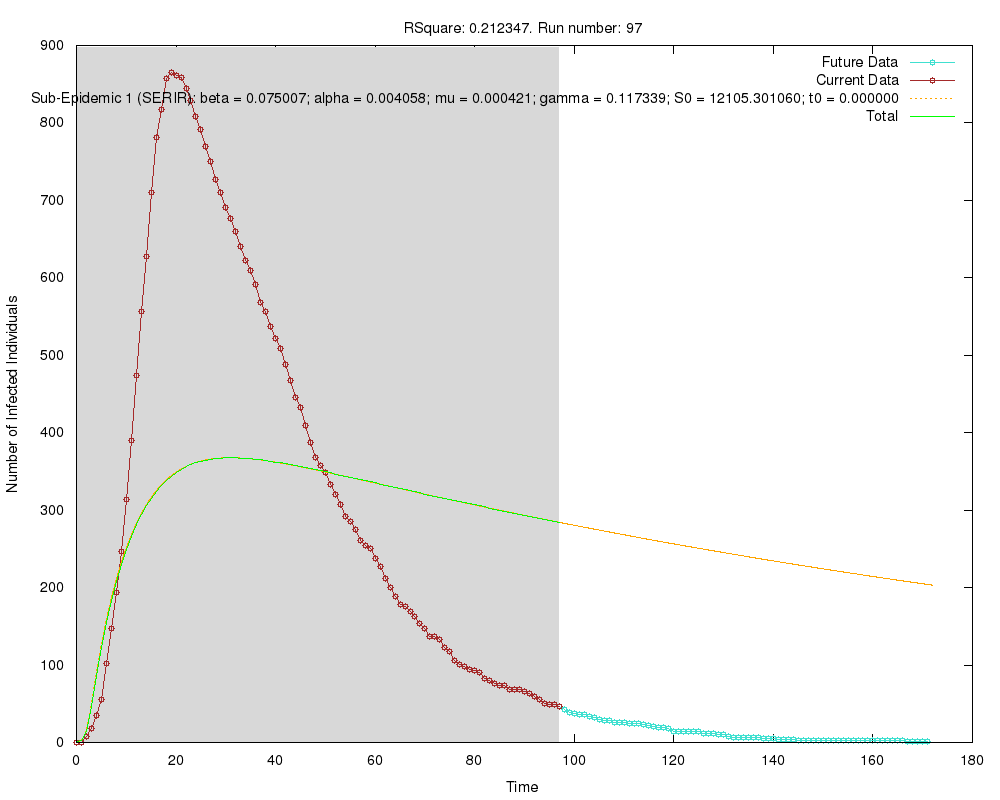 RSquare: 0.212347. Run number: 97
900
800
700
600
500
400
300
200
100
0
Number of Infected Individuals
Future Data
Current Data
Sub-Epidemic 1 (SERIR): beta = 0.075007; alpha = 0.004058; mu = 0.000421; gamma = 0.117339; S0 = 12105.301060; t0 = 0.000000
Total
0 20 40 60 80 100 120 140 160 180
Time